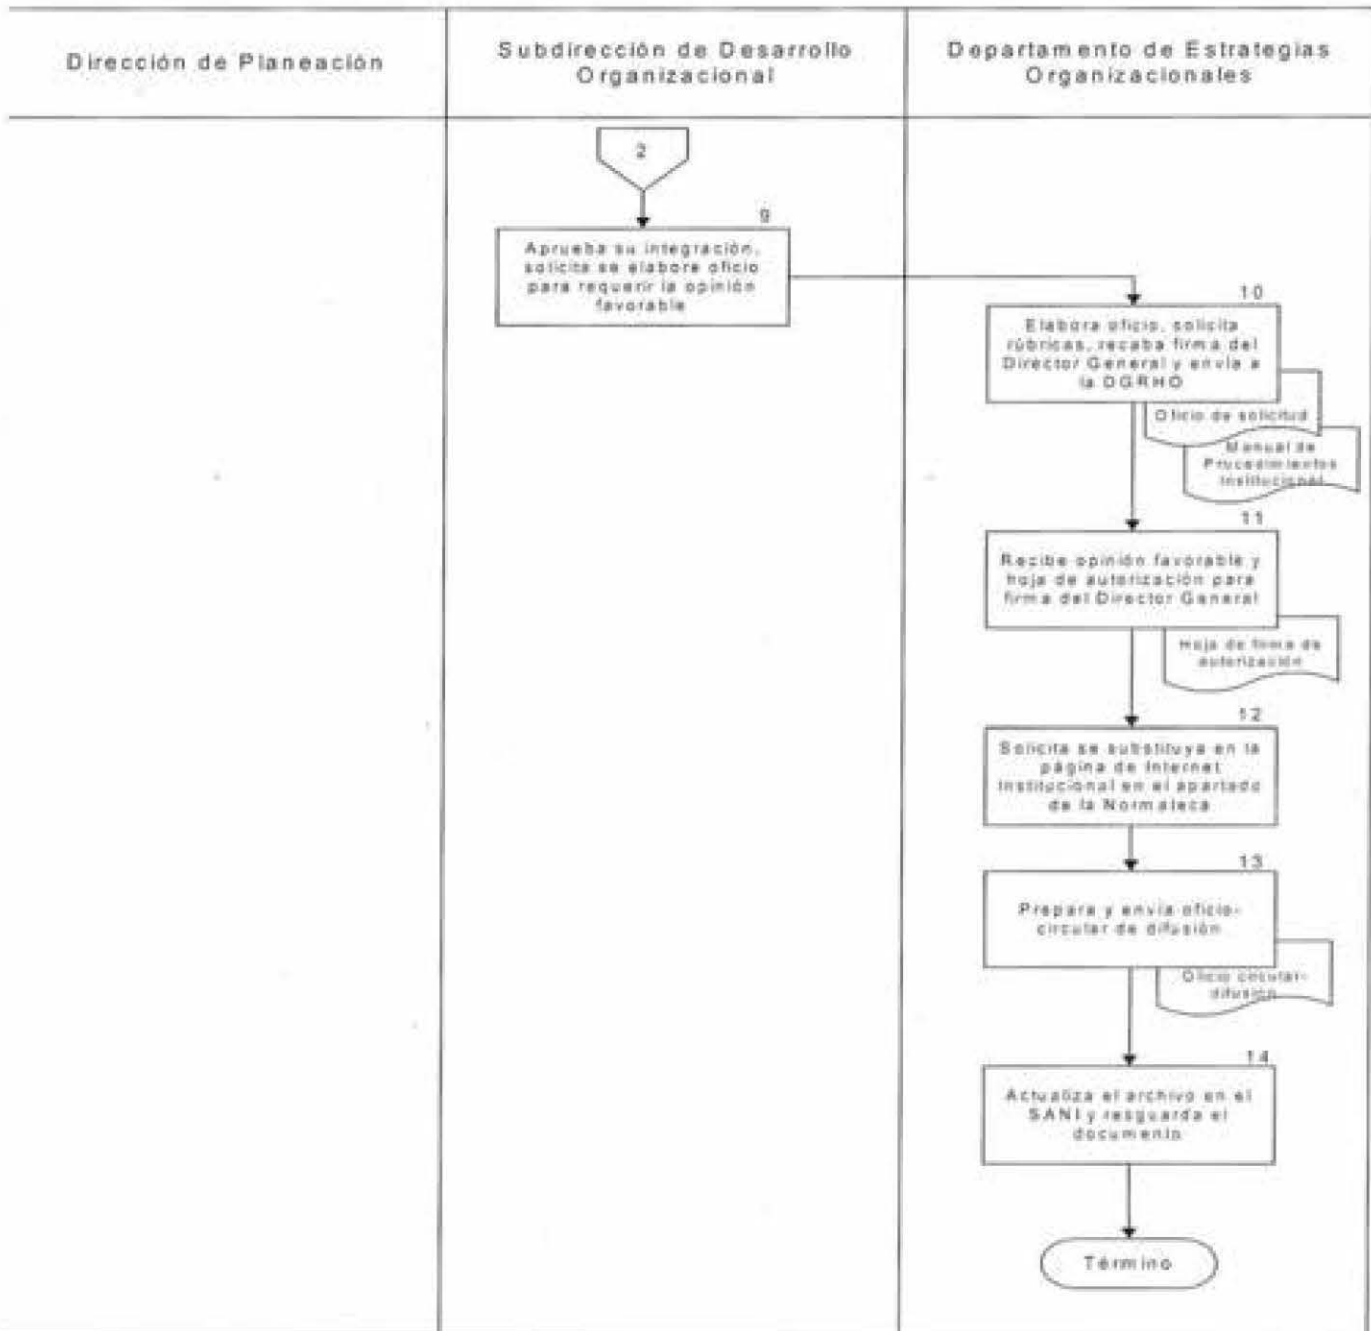 Dirección de Planeación
Subdirección de Desarrollo
Organizacional
Departamento de Estrategias
Organizacionales
2
9
Aprueba su integración,
solicita se elabore oficio
para requerir la opinión
favorable
10
Elabora oficio, solicita
rúbricas, recaba firma del
Director General y envía a
la DGRHO
Oficio de solicitud
Manual de
Procedimientos
Institucional
11
Recibe opinión favorable y
hoja de autorización para
firma del Director General
Hoja de firma de
autorización
12
Solicita se substituya en la
página de Internet
Institucional en el apartado
de la Normateca
13
Prepara y envía oficio-
circular de difusión
Oficio circular-
difusión
14
Actualiza el archivo en el
SANI y resguarda el
documento
Término